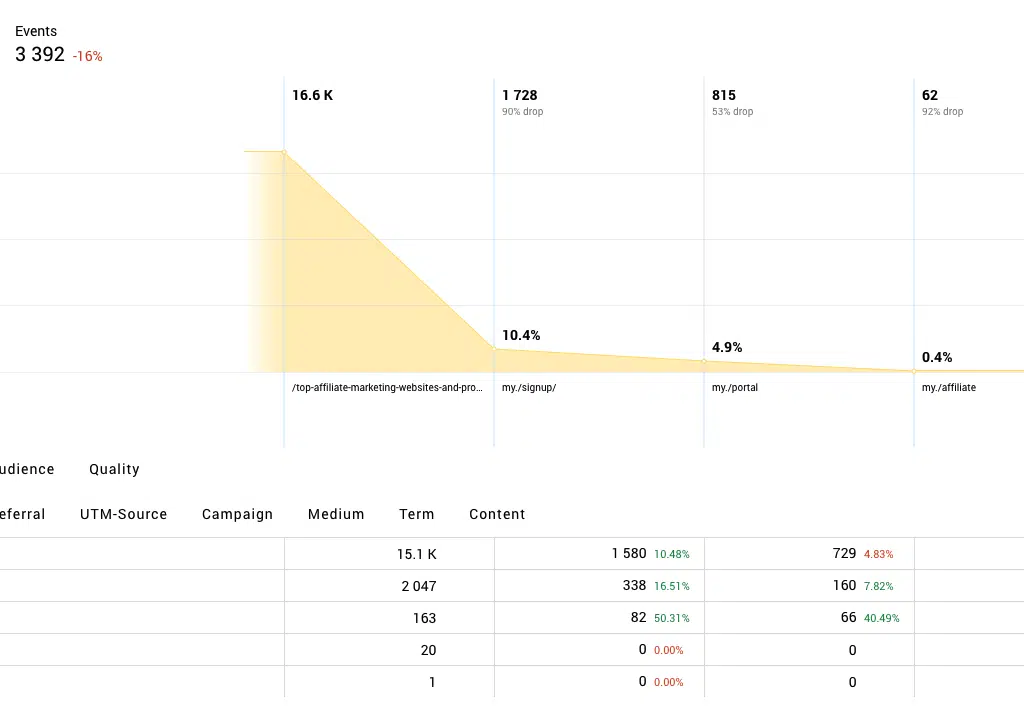 Events
3 392 -16%
16.6 K 1 728 815 62
90% drop 53% drop 92% drop
10.4%
4.9%
0.4%
/top-affiliate-marketing-websites-and-pro... my./signup/ my./portal my./affiliate
udience Quality
eferral UTM-Source Campaign Medium Term Content
15.1 K 1 580 10.48% 729 4.83%
2 047 338 16.51% 160 7.82%
163 82 50.31% 66 40.49%
20 0 0.00% 0
1 0 0.00% 0